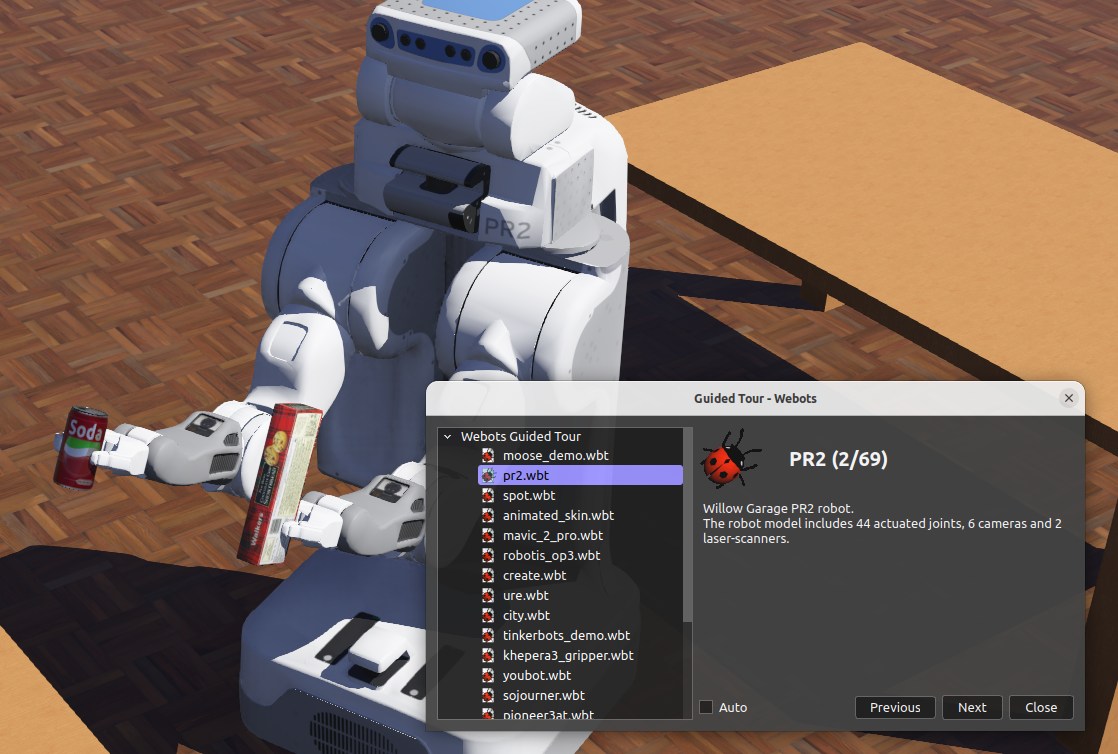 PR2
Soda
Walkers
Guided Tour - Webots
Webots Guided Tour
moose_demo.wbt
pr2.wbt
spot.wbt
animated_skin.wbt
mavic_2_pro.wbt
robotis_op3.wbt
create.wbt
ure.wbt
city.wbt
tinkerbots_demo.wbt
khepera3_gripper.wbt
youbot.wbt
sojourner.wbt
pioneer3at.wbt
PR2 (2/69)
Willow Garage PR2 robot.
The robot model includes 44 actuated joints, 6 cameras and 2
laser-scanners.
Auto
Previous
Next
Close